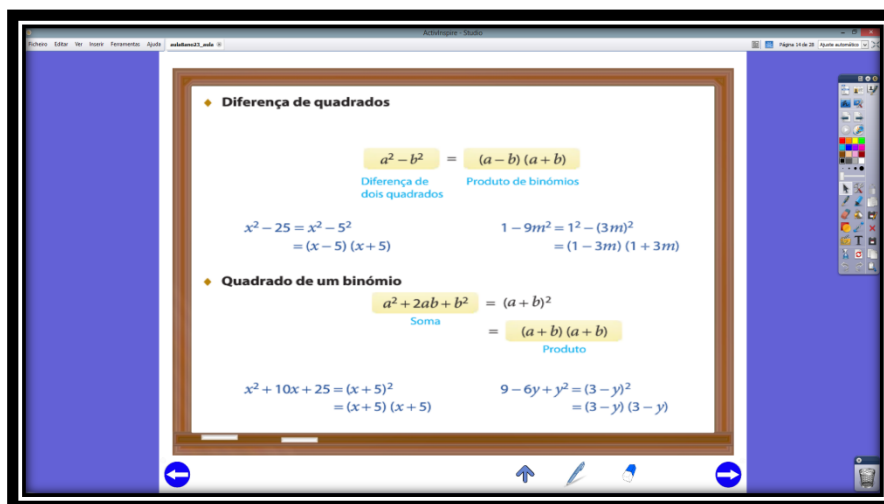 ActivInspire - Studio
Ficheiro Editar Ver Inserir Ferramentas Ajuda aula8ano23_aula
Página 14 de 28 Ajuste automático
Diferença de quadrados
a² – b² = (a – b) (a + b)
Diferença de dois quadrados
Produto de binómios
x² – 25 = x² – 5²
= (x – 5) (x + 5)
1 – 9m² = 1² – (3m)²
= (1 – 3m) (1 + 3m)
Quadrado de um binómio
a² + 2ab + b² = (a + b)²
Soma
= (a + b) (a + b)
Produto
x² + 10x + 25 = (x + 5)²
= (x + 5) (x + 5)
9 – 6y + y² = (3 – y)²
= (3 – y) (3 – y)